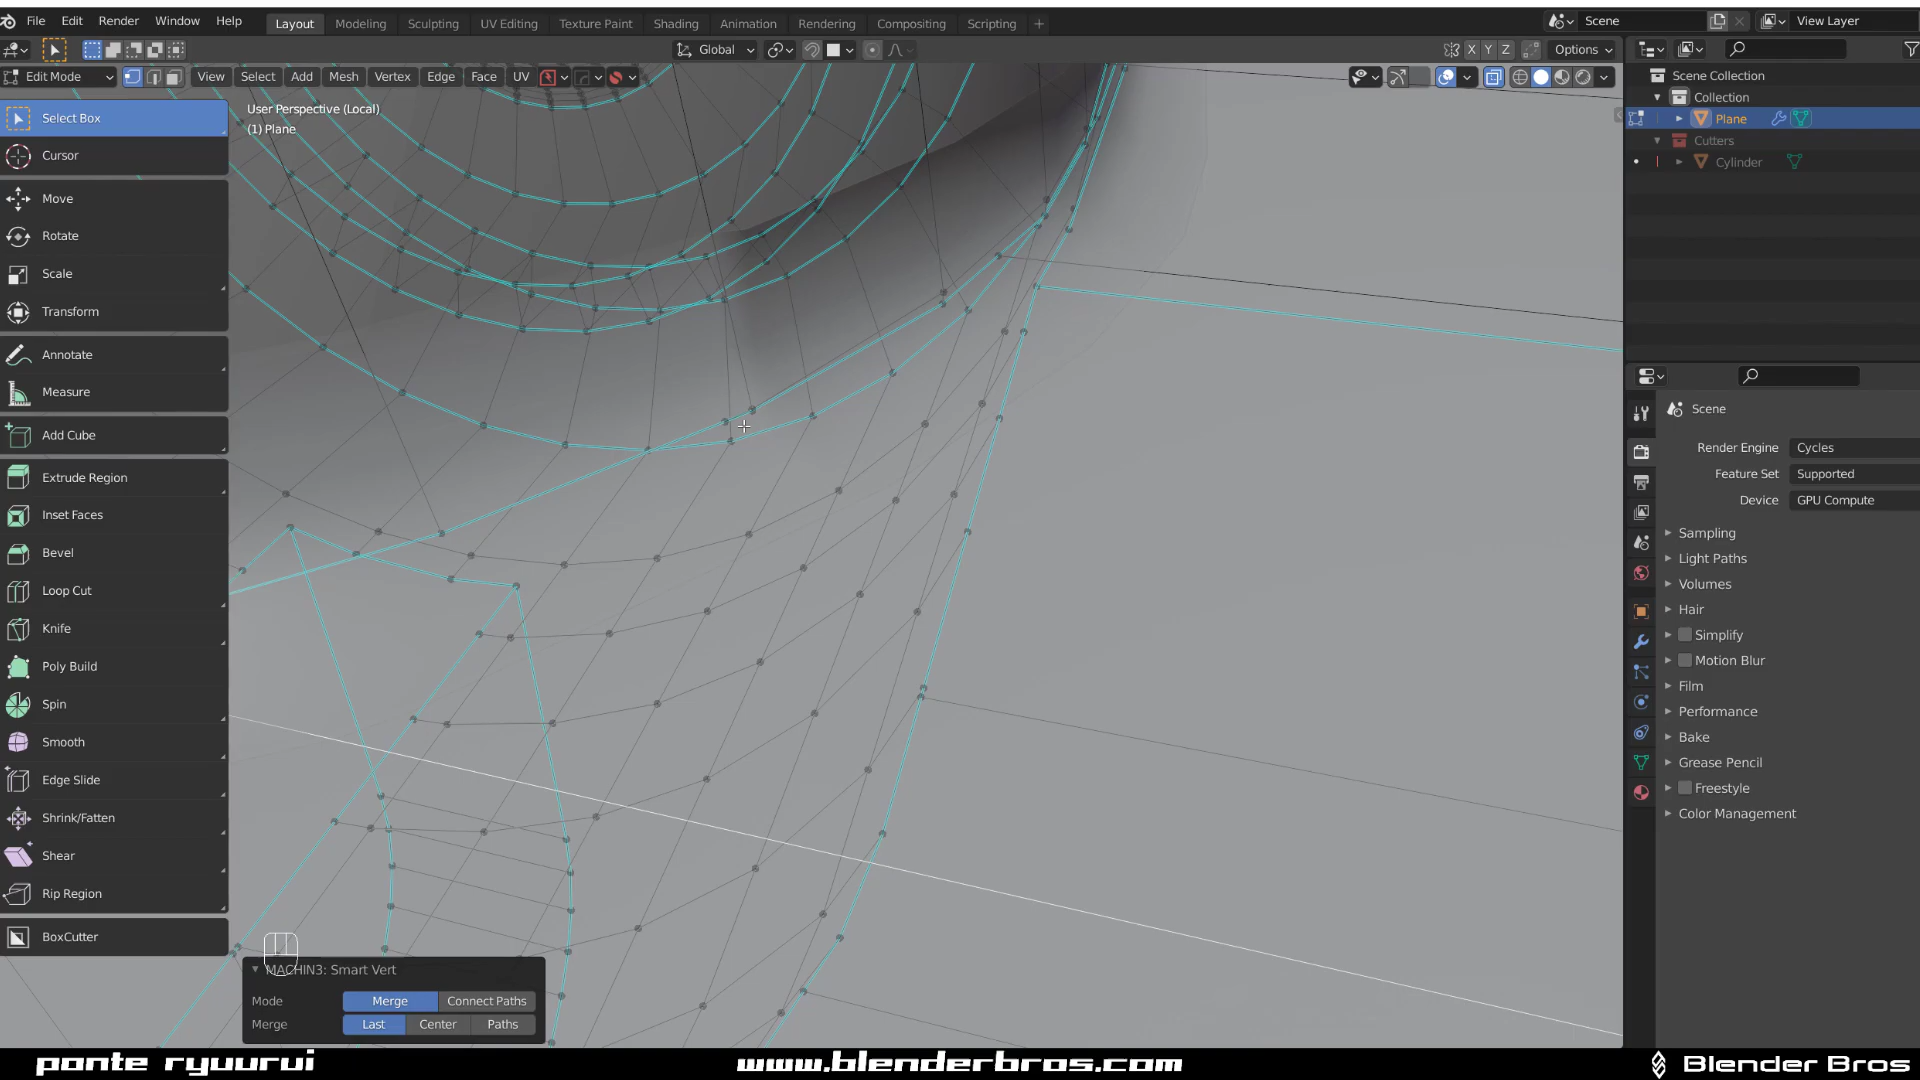 File Edit Render Window Help Layout Modeling Sculpting UV Editing Texture Paint Shading Animation Rendering Compositing Scripting + Scene View Layer
Global X Y Z Options
Edit Mode View Select Add Mesh Vertex Edge Face UV
User Perspective (Local)
(1) Plane
Select Box
Cursor
Move
Rotate
Scale
Transform
Annotate
Measure
Add Cube
Extrude Region
Inset Faces
Bevel
Loop Cut
Knife
Poly Build
Spin
Smooth
Edge Slide
Shrink/Fatten
Shear
Rip Region
BoxCutter
MACHIN3: Smart Vert
Mode Merge Connect Paths
Merge Last Center Paths
Scene Collection
Collection
Plane
Cutters
Cylinder
Scene
Render Engine Cycles
Feature Set Supported
Device GPU Compute
Sampling
Light Paths
Volumes
Hair
Simplify
Motion Blur
Film
Performance
Bake
Grease Pencil
Freestyle
Color Management
ponte ryuurui www.blenderbros.com Blender Bros